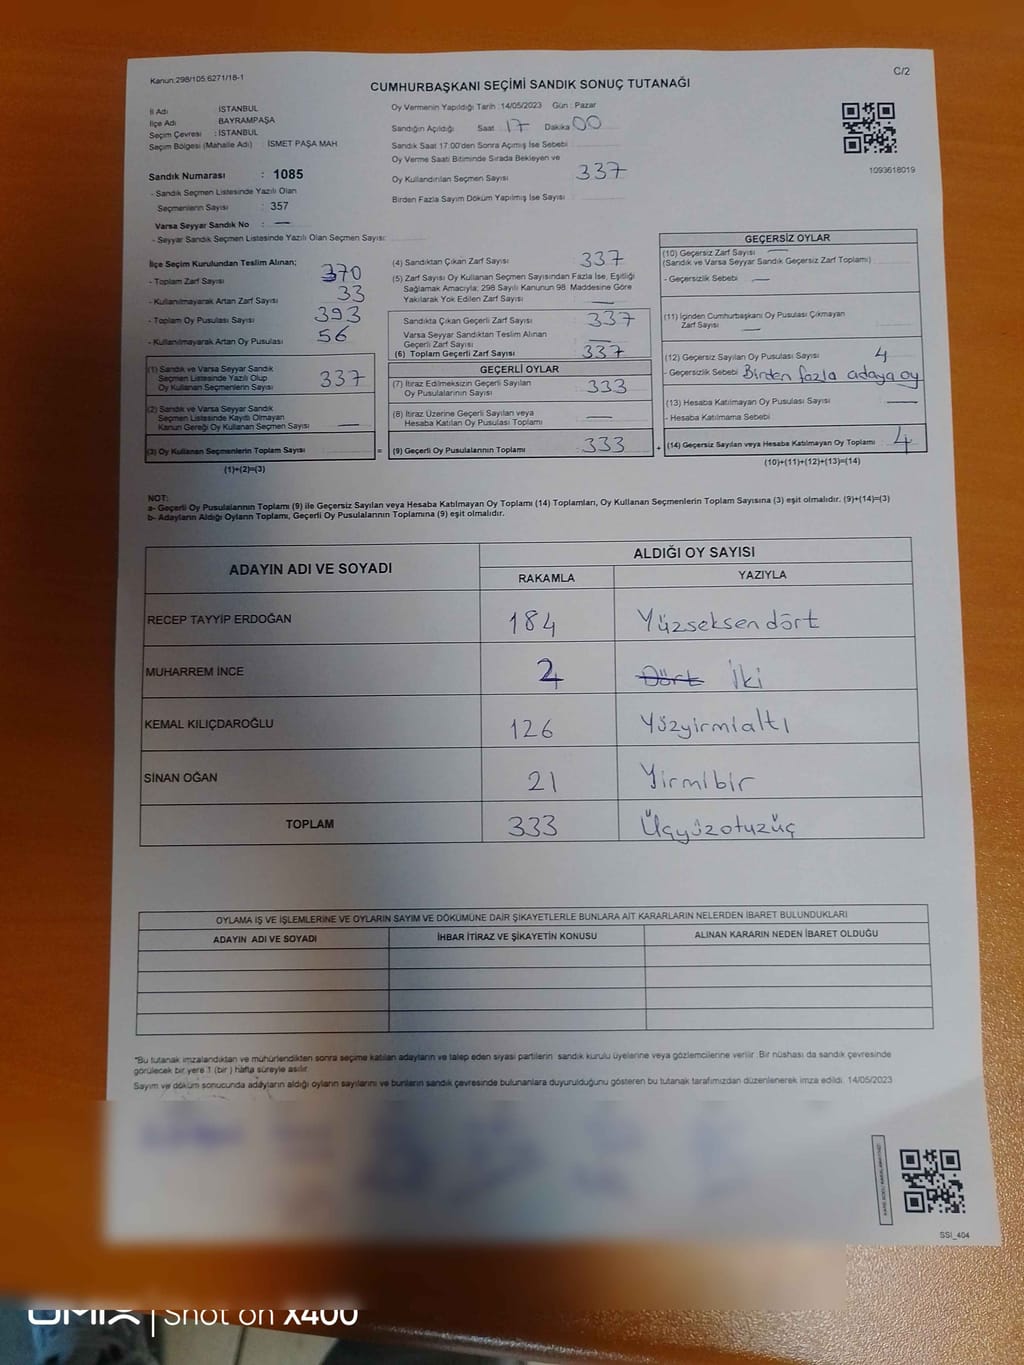 Kanun:298/105:6271/18-1
C/2
CUMHURBAŞKANI SEÇİMİ SANDIK SONUÇ TUTANAĞI
İl Adı : İSTANBUL
İlçe Adı : BAYRAMPAŞA
Seçim Çevresi : İSTANBUL
Seçim Bölgesi (Mahalle Adı) İSMET PAŞA MAH
Sandık Numarası : 1085
- Sandık Seçmen Listesinde Yazılı Olan
Seçmenlerin Sayısı : 357
Varsa Seyyar Sandık No : —
- Seyyar Sandık Seçmen Listesinde Yazılı Olan Seçmen Sayısı:
Oy Vermenin Yapıldığı Tarih :14/05/2023 Gün : Pazar
Sandığın Açıldığı Saat 17 Dakika 00
Sandık Saat 17.00'den Sonra Açımış İse Sebebi
Oy Verme Saati Bitiminde Sırada Bekleyen ve
Oy Kullandırılan Seçmen Sayısı 337
Birden Fazla Sayım Döküm Yapılmış İse Sayısı
1093618019
İlçe Seçim Kurulundan Teslim Alınan;
- Toplam Zarf Sayısı 370
- Kullanılmayarak Artan Zarf Sayısı 33
- Toplam Oy Pusulası Sayısı 393
- Kullanılmayarak Artan Oy Pusulası 56
(1) Sandık ve Varsa Seyyar Sandık
Seçmen Listesinde Yazılı Olup
Oy Kullanan Seçmenlerin Sayısı 337
(2) Sandık ve Varsa Seyyar Sandık
Seçmen Listesinde Kayıtlı Olmayan
Kanun Gereği Oy Kullanan Seçmen Sayısı —
(3) Oy Kullanan Seçmenlerin Toplam Sayısı
(1)+(2)=(3)
=
(4) Sandıktan Çıkan Zarf Sayısı 337
(5) Zarf Sayısı Oy Kullanan Seçmen Sayısından Fazla İse, Eşitliği
Sağlamak Amacıyla; 298 Sayılı Kanunun 98. Maddesine Göre
Yakılarak Yok Edilen Zarf Sayısı —
Sandıkta Çıkan Geçerli Zarf Sayısı 337
Varsa Seyyar Sandıktan Teslim Alınan
Geçerli Zarf Sayısı —
(6) Toplam Geçerli Zarf Sayısı 337
GEÇERLİ OYLAR
(7) İtiraz Edilmeksizin Geçerli Sayılan
Oy Pusulalarının Sayısı 333
(8) İtiraz Üzerine Geçerli Sayılan veya
Hesaba Katılan Oy Pusulası Toplamı —
(9) Geçerli Oy Pusulalarının Toplamı 333
+
GEÇERSİZ OYLAR
(10) Geçersiz Zarf Sayısı —
(Sandık ve Varsa Seyyar Sandık Geçersiz Zarf Toplamı)
- Geçersizlik Sebebi —
(11) İçinden Cumhurbaşkanı Oy Pusulası Çıkmayan
Zarf Sayısı —
(12) Geçersiz Sayılan Oy Pusulası Sayısı 4
- Geçersizlik Sebebi Birden fazla adaya oy
(13) Hesaba Katılmayan Oy Pusulası Sayısı —
- Hesaba Katılmama Sebebi
(14) Geçersiz Sayılan veya Hesaba Katılmayan Oy Toplamı 4
(10)+(11)+(12)+(13)=(14)
NOT:
a- Geçerli Oy Pusulalarının Toplamı (9) ile Geçersiz Sayılan veya Hesaba Katılmayan Oy Toplamı (14) Toplamları, Oy Kullanan Seçmenlerin Toplam Sayısına (3) eşit olmalıdır. (9)+(14)=(3)
b- Adayların Aldığı Oyların Toplamı, Geçerli Oy Pusulalarının Toplamına (9) eşit olmalıdır.
ADAYIN ADI VE SOYADI ALDIĞI OY SAYISI
RAKAMLA YAZIYLA
RECEP TAYYİP ERDOĞAN 184 Yüzseksendört
MUHARREM İNCE 2 Dört İki
KEMAL KILIÇDAROĞLU 126 Yüzyirmialtı
SİNAN OĞAN 21 Yirmibir
TOPLAM 333 Üçyüzotuzüç
OYLAMA İŞ VE İŞLEMLERİNE VE OYLARIN SAYIM VE DÖKÜMÜNE DAİR ŞİKAYETLERLE BUNLARA AİT KARARLARIN NELERDEN İBARET BULUNDUKLARI
ADAYIN ADI VE SOYADI İHBAR İTİRAZ VE ŞİKAYETİN KONUSU ALINAN KARARIN NEDEN İBARET OLDUĞU
*Bu tutanak imzalandıktan ve mühürlendikten sonra seçime katılan adayların ve talep eden siyasi partilerin sandık kurulu üyelerine veya gözlemcilerine verilir. Bir nüshası da sandık çevresinde
görülecek bir yere 1 (bir ) hafta süreyle asılır.
Sayım ve döküm sonucunda adayların aldığı oyların sayılarını ve bunların sandık çevresinde bulunanlara duyurulduğunu gösteren bu tutanak tarafımızdan düzenlenerek imza edildi. 14/05/2023
SSI_404
OMIX | Shot on X400